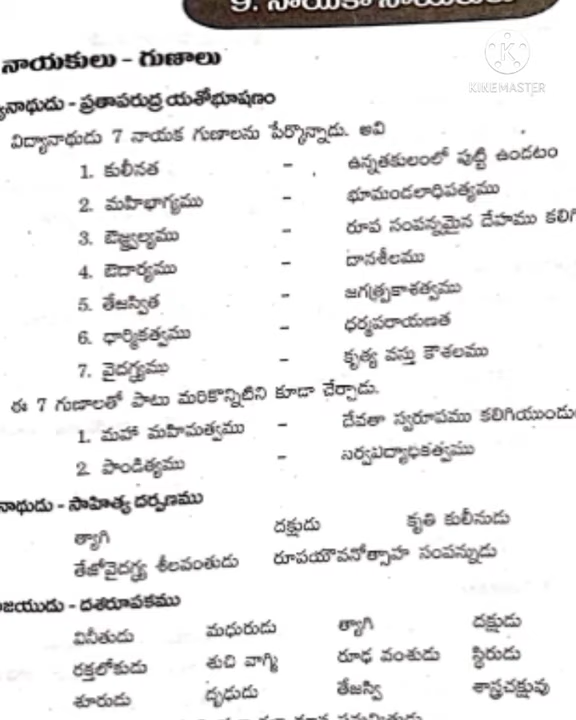 9. నాయికా నాయకులు
KINEMASTER
నాయకులు - గుణాలు
ప్రతాపరుద్ర యశోభూషణం
విద్యానాధుడు 7 నాయక గుణాలను పేర్కొన్నాడు. అవి
1. కులీనత - ఉన్నతకులంలో పుట్టి ఉండటం
2. మహిభాగ్యము - భూమండలాధిపత్యము
3. ఔజ్జ్వల్యము - రూప సంపన్నమైన దేహము
4. ఔదార్యము - దానశీలము
5. తేజస్విత - జగత్ప్రకాశత్వము
6. ధార్మికత్వము - ధర్మపరాయణత
7. వైదగ్ధ్యము - కృత్య వస్తు కౌశలము
ఈ 7 గుణాలతో పాటు మరికొన్నిటిని కూడా చేర్చాడు.
1. మహా మహిమత్వము - దేవతా స్వరూపము
2. పాండిత్యము - సర్వవిద్యాధికత్వము
సాహిత్య దర్పణము
త్యాగి దక్షుడు కృతి కులీనుడు
తేజోవైదగ్ధ్య శీలవంతుడు రూపయౌవనోత్సాహ సంపన్నుడు
దశరూపకము
వినీతుడు మధురుడు త్యాగి దక్షుడు
రక్తలోకుడు శుచి వాగ్మి రూఢ వంశుడు స్థిరుడు
శూరుడు దృఢుడు తేజస్వి శాస్త్రచక్షువు